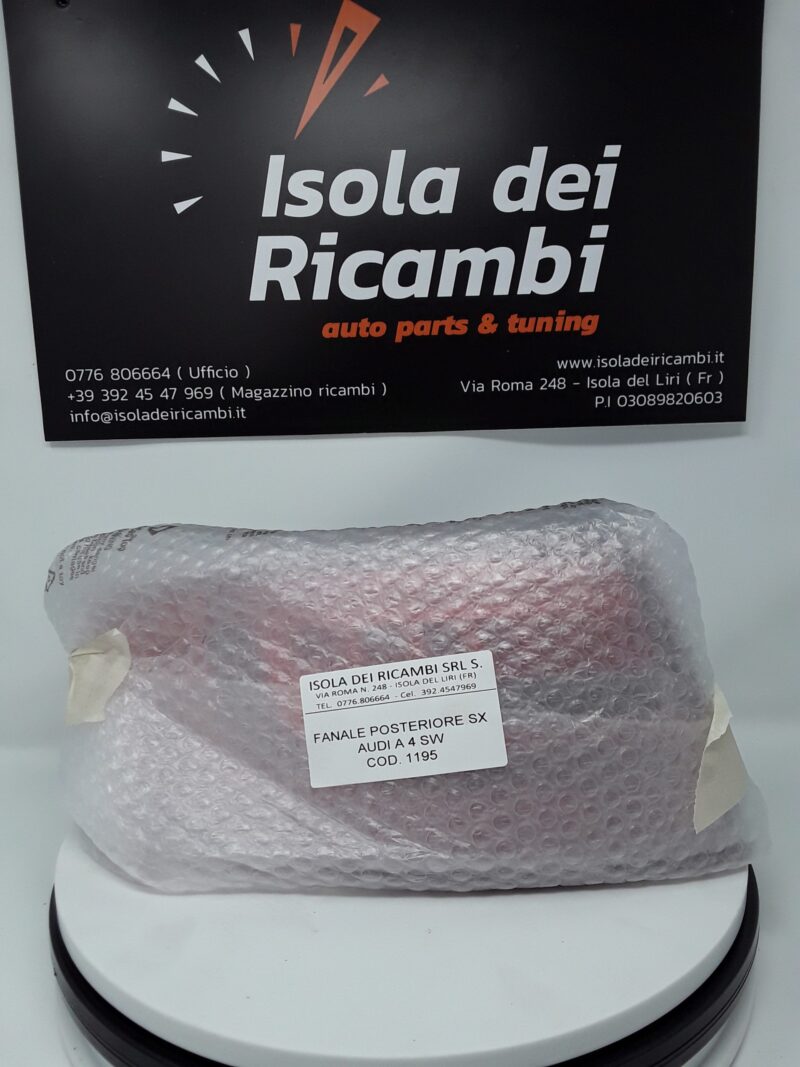 Isola dei
Ricambi
auto parts & tuning
0776 806664 ( Ufficio )
+39 392 45 47 969 ( Magazzino ricambi )
info@isoladeiricambi.it
www.isoladeiricambi.it
Via Roma 248 - Isola del Liri ( Fr )
P.I 03089820603
ISOLA DEI RICAMBI SRL S.
VIA ROMA N. 248 - ISOLA DEL LIRI (FR)
TEL. 0776.806664 - Cel. 392.4547969
FANALE POSTERIORE SX
AUDI A 4 SW
COD. 1195